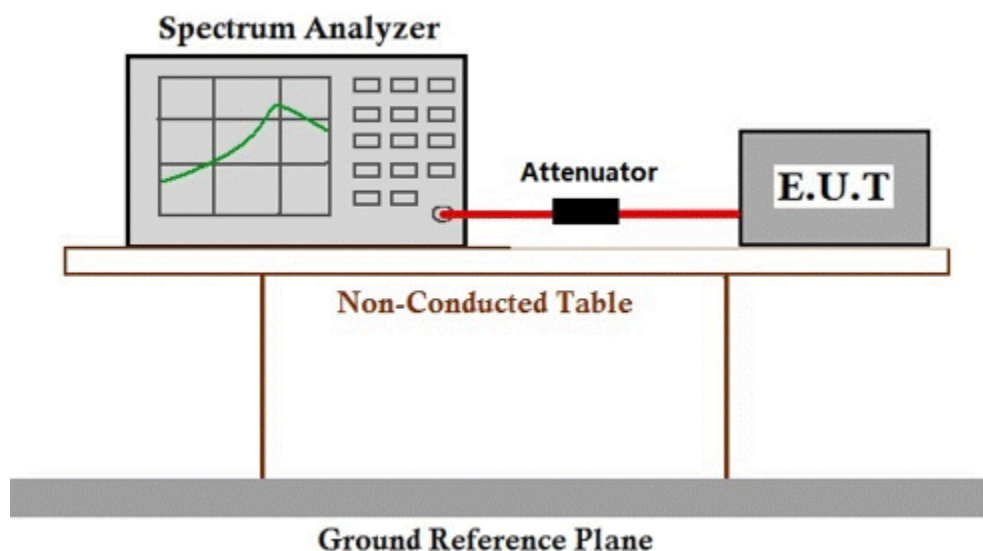 Spectrum Analyzer
Attenuator
E.U.T
Non-Conducted Table
Ground Reference Plane